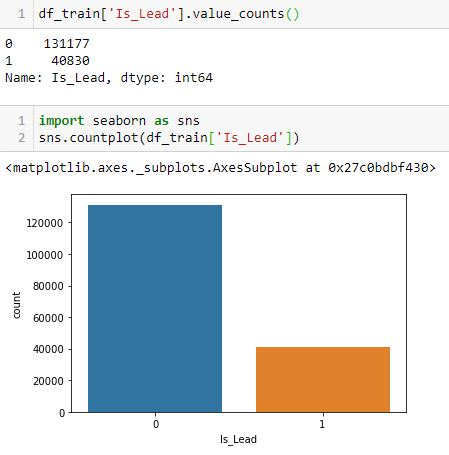 1 df_train['Is_Lead'].value_counts()
0 131177
1 40830
Name: Is_Lead, dtype: int64
1 import seaborn as sns
2 sns.countplot(df_train['Is_Lead'])
<matplotlib.axes._subplots.AxesSubplot at 0x27c0bdbf430>
120000
100000
80000
60000
40000
20000
0
count
0 1
Is_Lead